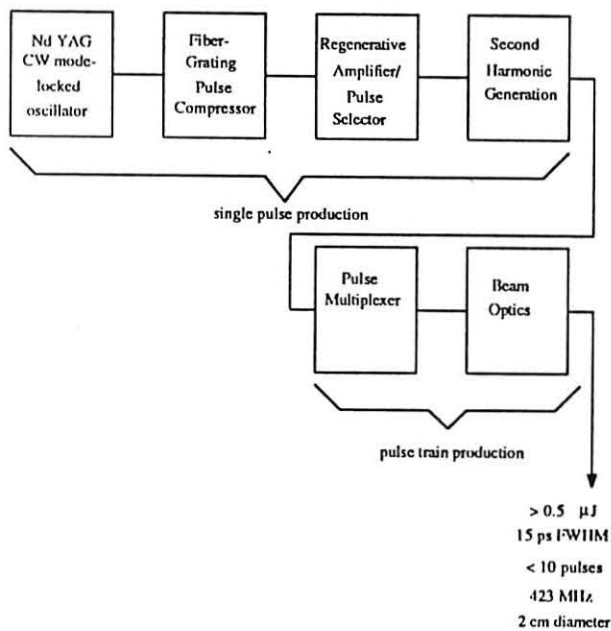 Nd YAG
CW mode-
locked
oscillator
Fiber-
Grating
Pulse
Compressor
Regenerative
Amplifier/
Pulse
Selector
Second
Harmonic
Generation
single pulse production
Pulse
Multiplexer
Beam
Optics
pulse train production
> 0.5 μJ
15 ps FWHM
< 10 pulses
423 MHz
2 cm diameter